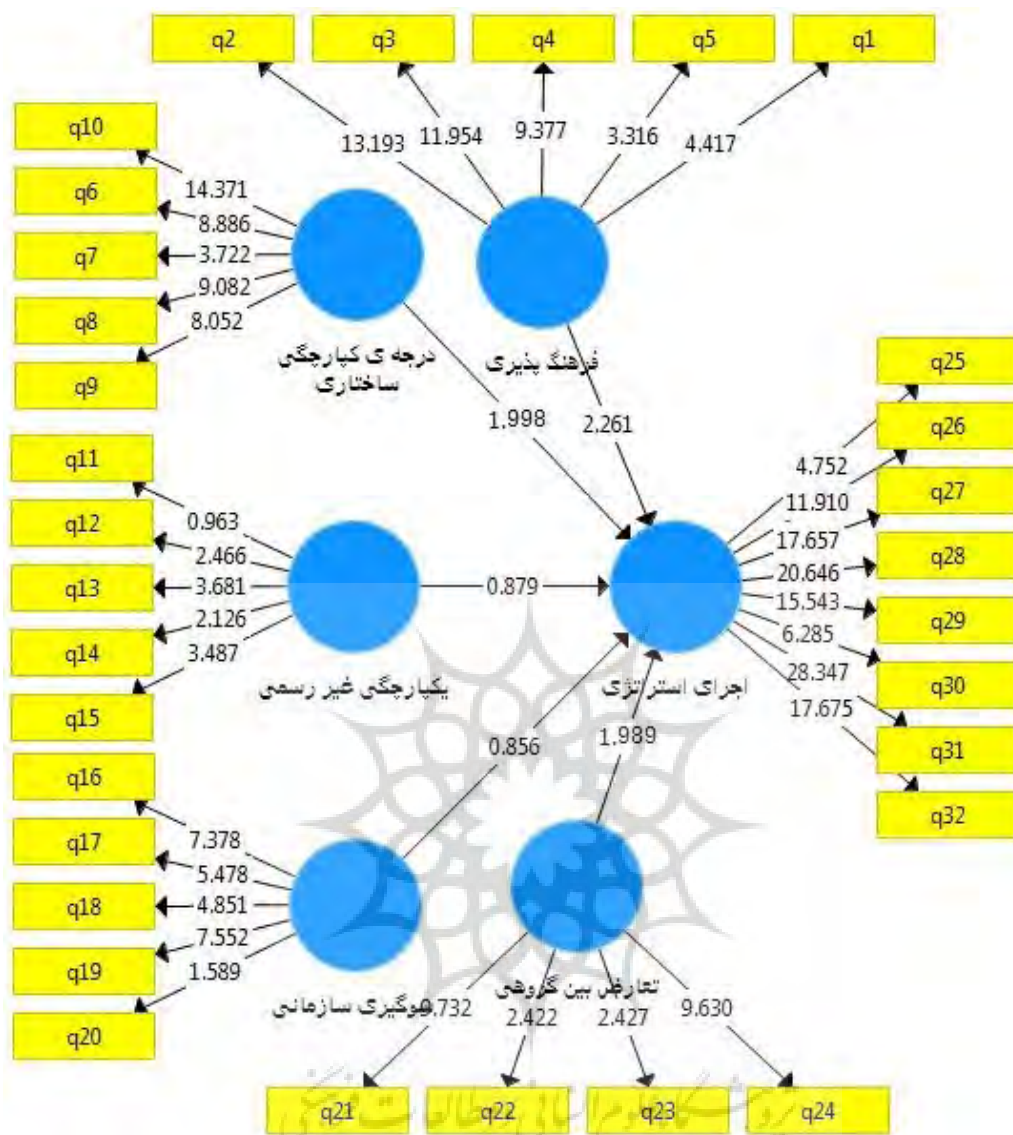 q2 q3 q4 q5 q1
13.193 11.954 9.377 3.316 4.417
q10
q6
q7
q8
q9
14.371
8.886
3.722
9.082
8.052
درجه ی کپارچگی
ساختاری
فرهنگ پذیری
1.998
2.261
q11
q12
q13
q14
q15
0.963
2.466
3.681
2.126
3.487
یکپارچگی غیر رسمی
0.879
اجرای استراتژی
q25
q26
q27
q28
q29
q30
q31
q32
4.752
11.910
17.657
20.646
15.543
6.285
28.347
17.675
0.856
1.989
q16
q17
q18
q19
q20
7.378
5.478
4.851
7.552
1.589
سازمانی
تعارض بین گروهی
2.422
2.427
9.630
q21 q22 q23 q24
پژوهشگاه علوم انسانی و مطالعات فرهنگی